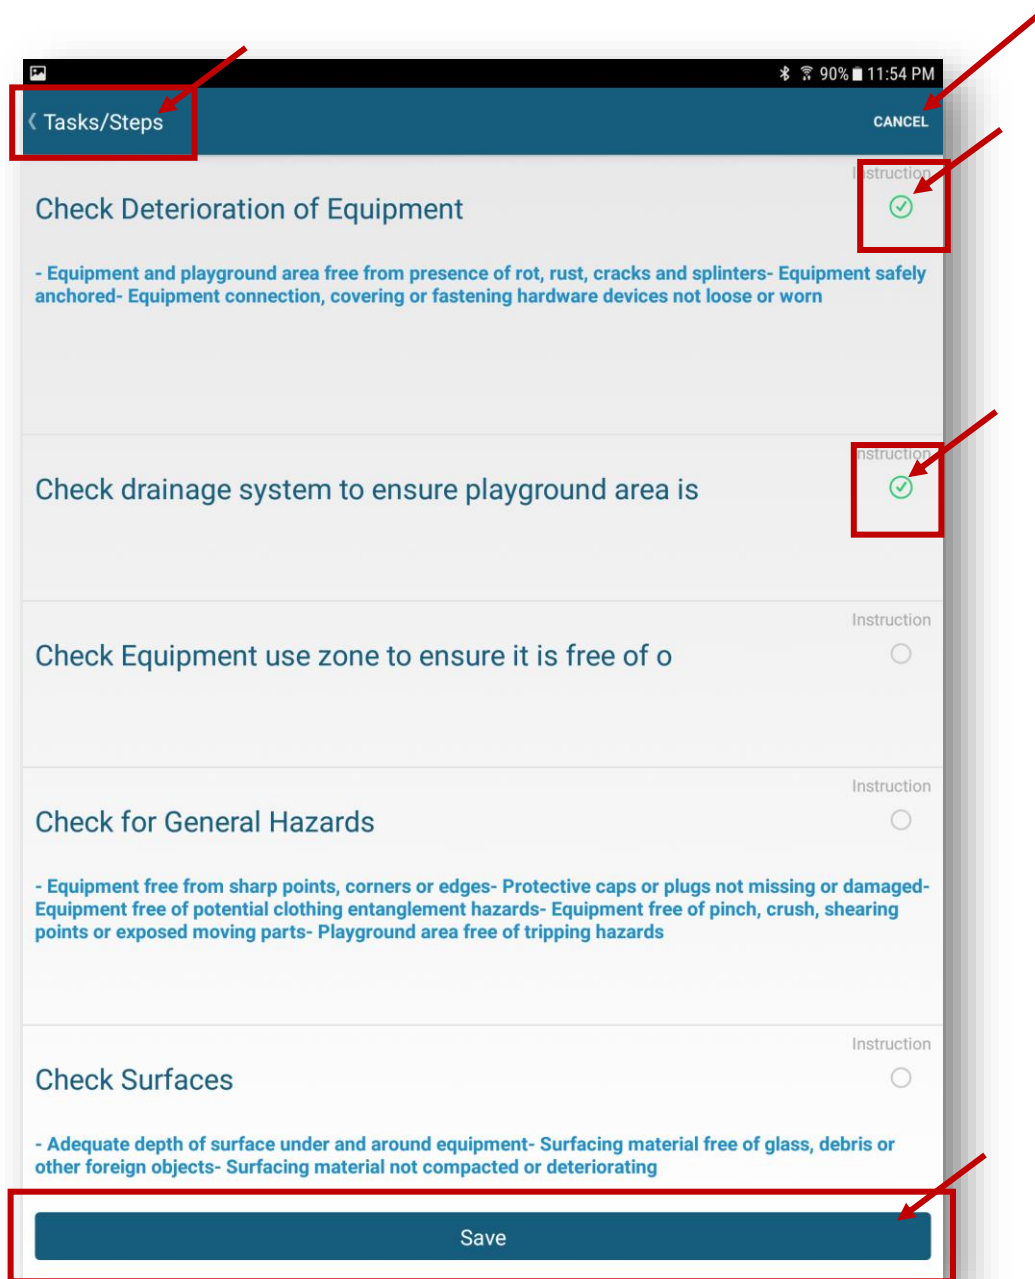 90% 11:54 PM
Tasks/Steps
CANCEL
Instruction
Check Deterioration of Equipment
- Equipment and playground area free from presence of rot, rust, cracks and splinters- Equipment safely
anchored- Equipment connection, covering or fastening hardware devices not loose or worn
Instruction
Check drainage system to ensure playground area is
Instruction
Check Equipment use zone to ensure it is free of o
Instruction
Check for General Hazards
- Equipment free from sharp points, corners or edges- Protective caps or plugs not missing or damaged-
Equipment free of potential clothing entanglement hazards- Equipment free of pinch, crush, shearing
points or exposed moving parts- Playground area free of tripping hazards
Instruction
Check Surfaces
- Adequate depth of surface under and around equipment- Surfacing material free of glass, debris or
other foreign objects- Surfacing material not compacted or deteriorating
Save